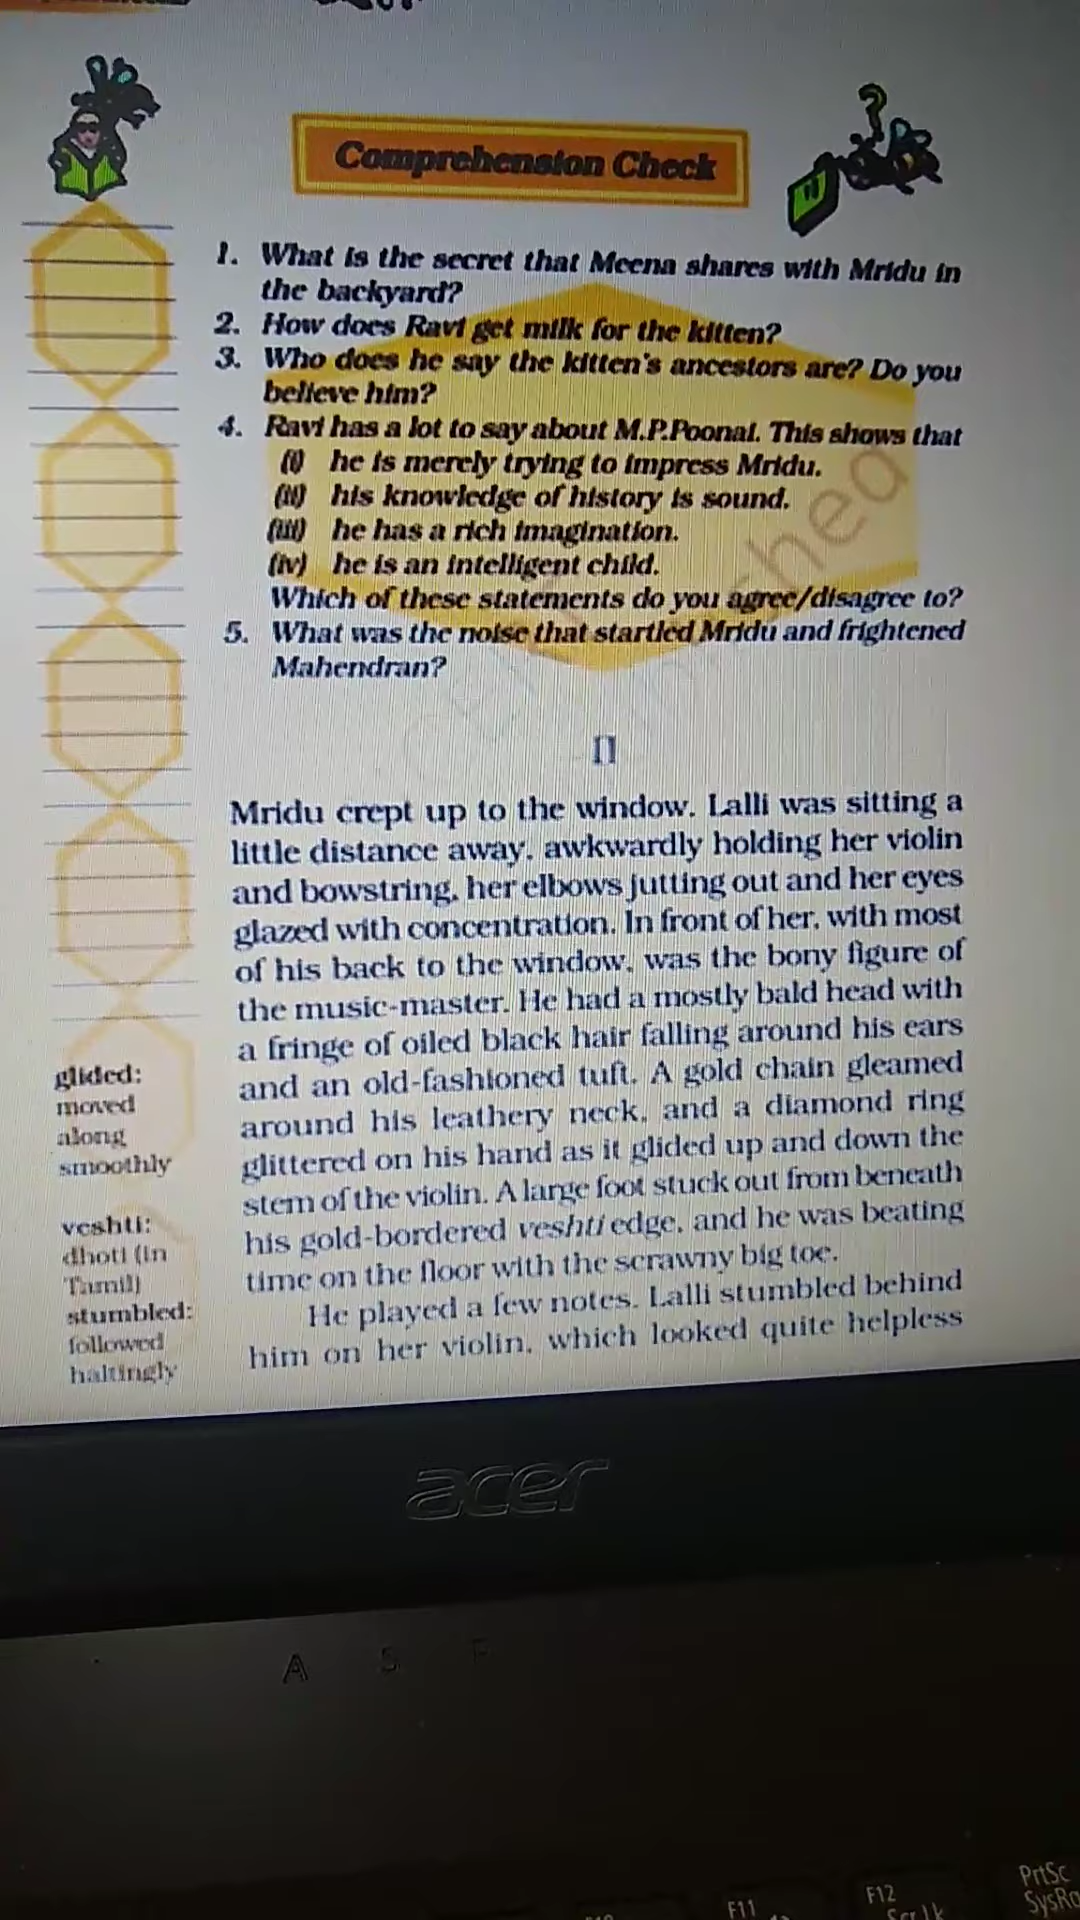 Comprehension Check
1. What is the secret that Meena shares with Mridu in
the backyard?
2. How does Ravi get milk for the kitten?
3. Who does he say the kitten's ancestors are? Do you
believe him?
4. Ravi has a lot to say about M.P.Poonai. This shows that
(i) he is merely trying to impress Mridu.
(ii) his knowledge of history is sound.
(iii) he has a rich imagination.
(iv) he is an intelligent child.
Which of these statements do you agree/disagree to?
5. What was the noise that startled Mridu and frightened
Mahendran?
II
Mridu crept up to the window. Lalli was sitting a
little distance away, awkwardly holding her violin
and bowstring, her elbows jutting out and her eyes
glazed with concentration. In front of her, with most
of his back to the window, was the bony figure of
the music-master. He had a mostly bald head with
a fringe of oiled black hair falling around his ears
and an old-fashioned tuft. A gold chain gleamed
around his leathery neck, and a diamond ring
glittered on his hand as it glided up and down the
stem of the violin. A large foot stuck out from beneath
his gold-bordered veshti edge, and he was beating
time on the floor with the scrawny big toe.
He played a few notes. Lalli stumbled behind
him on her violin, which looked quite helpless
glided:
moved
along
smoothly
veshti:
dhoti (in
Tamil)
stumbled:
followed
haltingly
acer
A S F
F11
F12
Scr Lk
PrtSc